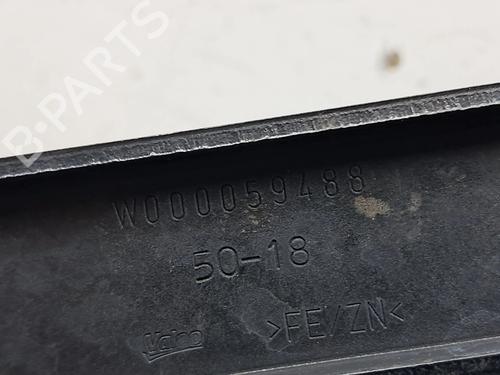 B-PARTS
W000059488
50-18
Valeo
>FE/ZN<